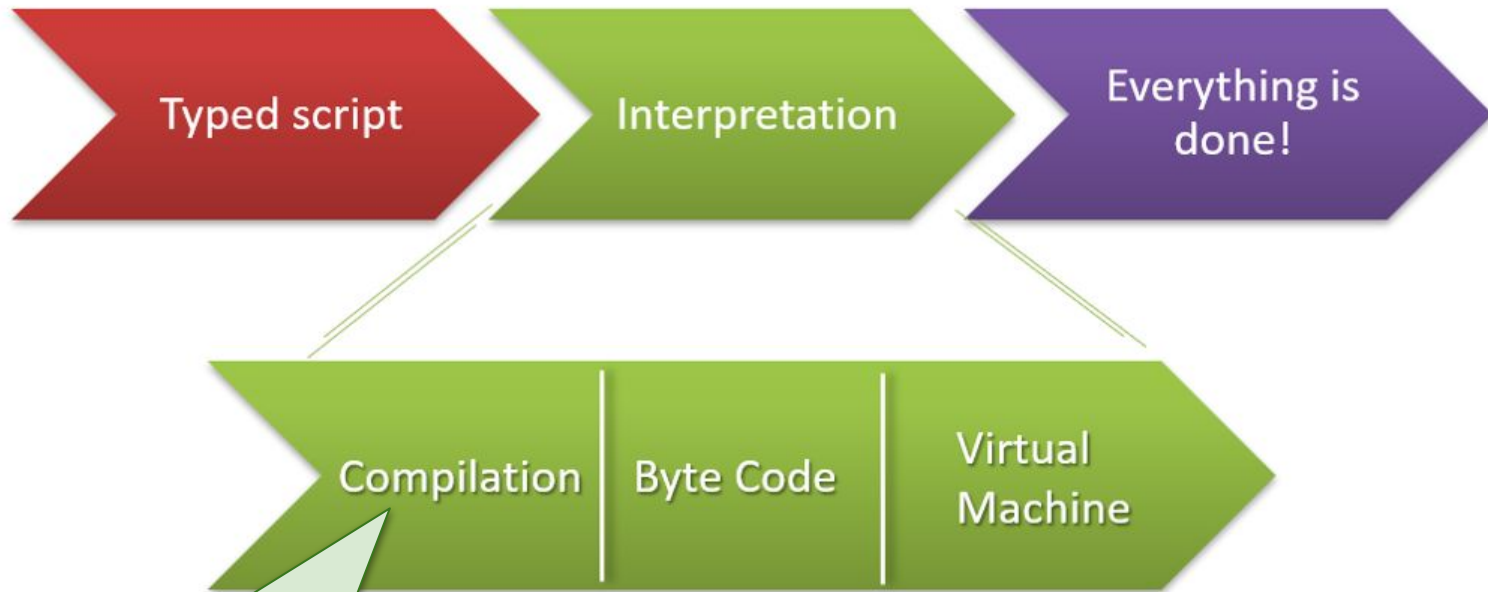 Typed script
Interpretation
Everything is
done!
Compilation
Byte Code
Virtual
Machine